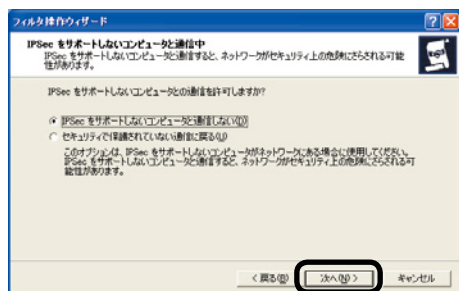 フィルタ操作ウィザード
IPSec をサポートしないコンピュータと通信中
IPSec をサポートしないコンピュータと通信すると、ネットワークがセキュリティ上の危険にさらされる可能
性があります。
IPSec をサポートしないコンピュータとの通信を許可しますか?
IPSec をサポートしないコンピュータと通信しない(D)
セキュリティで保護されていない通信に戻る(U)
このオプションは、IPSec をサポートしないコンピュータがネットワークにある場合に使用してください。
IPSec をサポートしないコンピュータと通信すると、ネットワークがセキュリティ上の危険にさらされる可
能性があります。
< 戻る(B) 次へ(N) > キャンセル